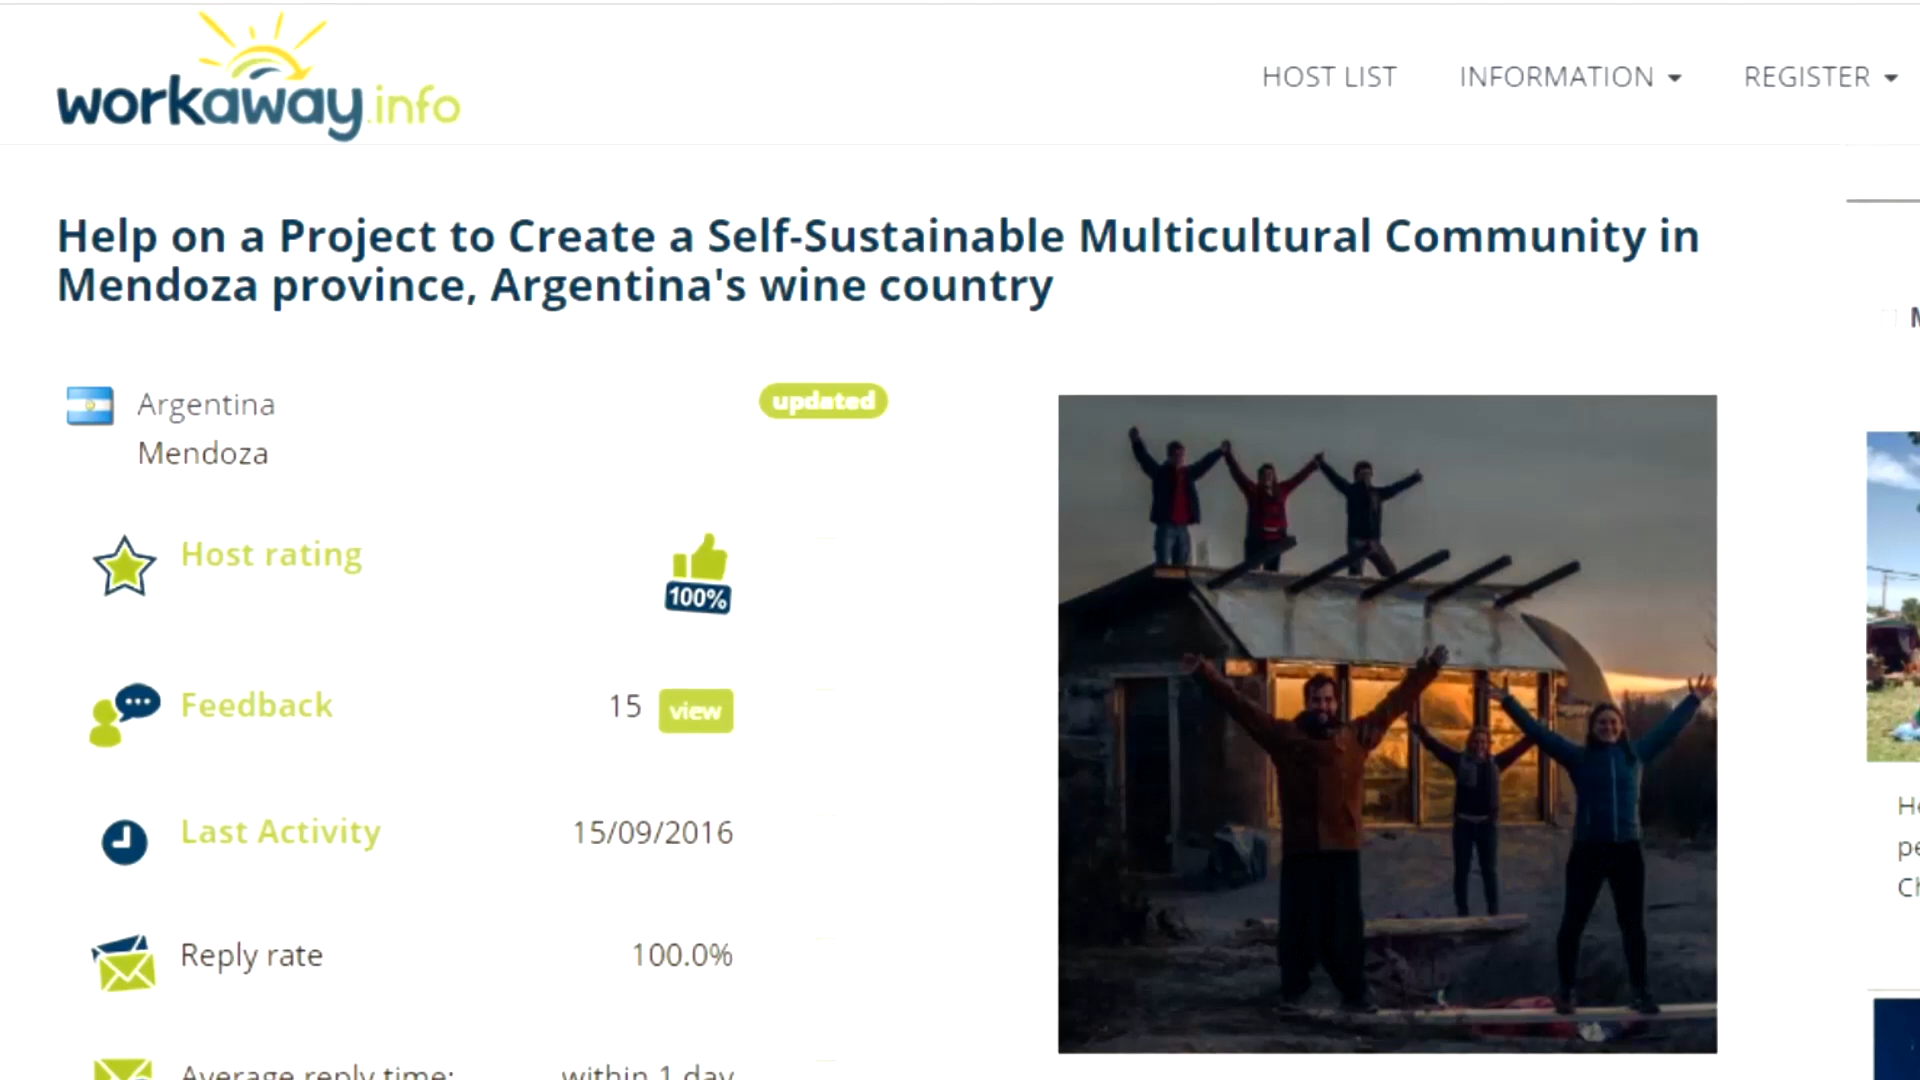 workaway.info
HOST LIST
INFORMATION
REGISTER
Help on a Project to Create a Self-Sustainable Multicultural Community in
Mendoza province, Argentina's wine country
Argentina
updated
Mendoza
Host rating
100%
Feedback
15
view
Last Activity
15/09/2016
Reply rate
100.0%
Average reply time:
within 1 day